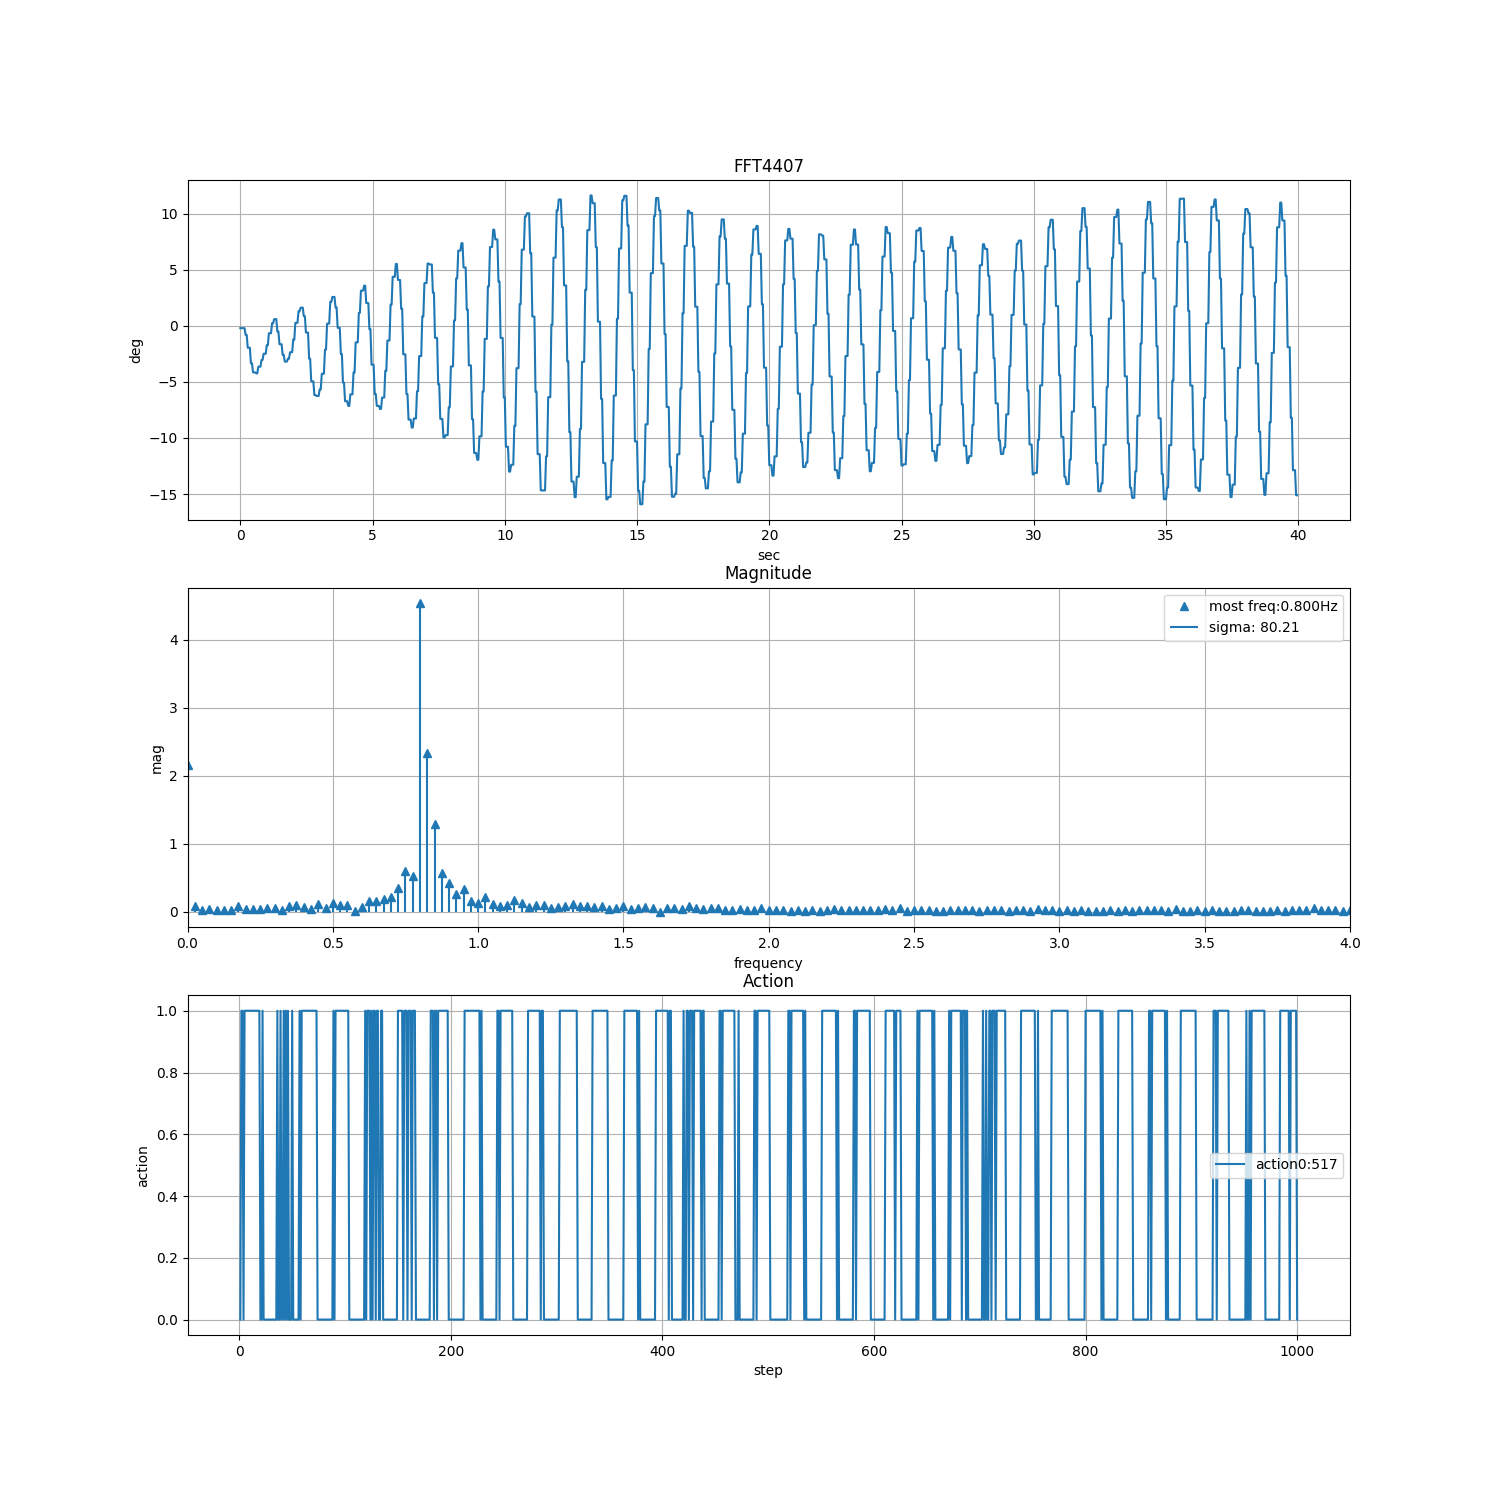 FFT4407
10
5
0
−5
−10
−15
deg
0 5 10 15 20 25 30 35 40
sec
Magnitude
most freq:0.800Hz
sigma: 80.21
4
3
2
1
0
mag
0.0 0.5 1.0 1.5 2.0 2.5 3.0 3.5 4.0
frequency
Action
1.0
0.8
0.6
0.4
0.2
0.0
action
action0:517
0 200 400 600 800 1000
step